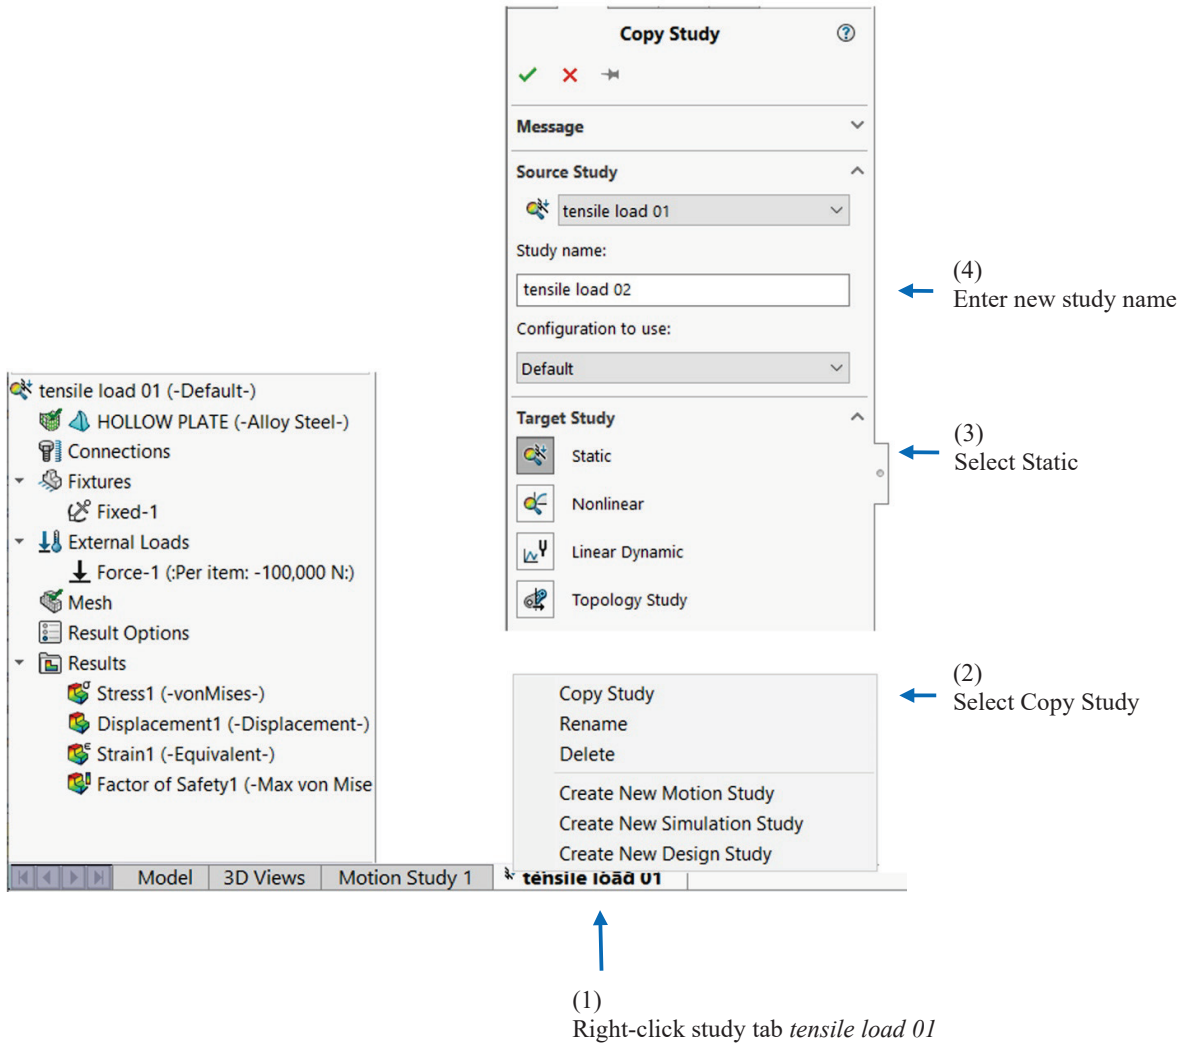 Copy Study
Message
Source Study
tensile load 01
Study name:
tensile load 02
(4)
Enter new study name
Configuration to use:
Default
Target Study
Static
(3)
Select Static
Nonlinear
Linear Dynamic
Topology Study
tensile load 01 (-Default-)
HOLLOW PLATE (-Alloy Steel-)
Connections
Fixtures
Fixed-1
External Loads
Force-1 (:Per item: -100,000 N:)
Mesh
Result Options
Results
Stress1 (-vonMises-)
Displacement1 (-Displacement-)
Strain1 (-Equivalent-)
Factor of Safety1 (-Max von Mise
Copy Study
(2)
Select Copy Study
Rename
Delete
Create New Motion Study
Create New Simulation Study
Create New Design Study
Model 3D Views Motion Study 1 tensile load 01
(1)
Right-click study tab tensile load 01